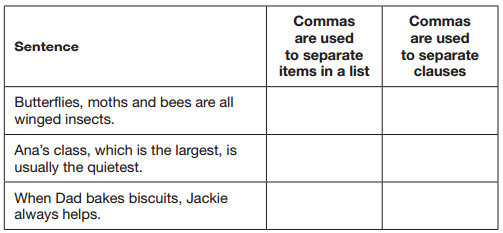 Sentence
Commas
are used
to separate
items in a list
Commas
are used
to separate
clauses
Butterflies, moths and bees are all
winged insects.
Ana’s class, which is the largest, is
usually the quietest.
When Dad bakes biscuits, Jackie
always helps.